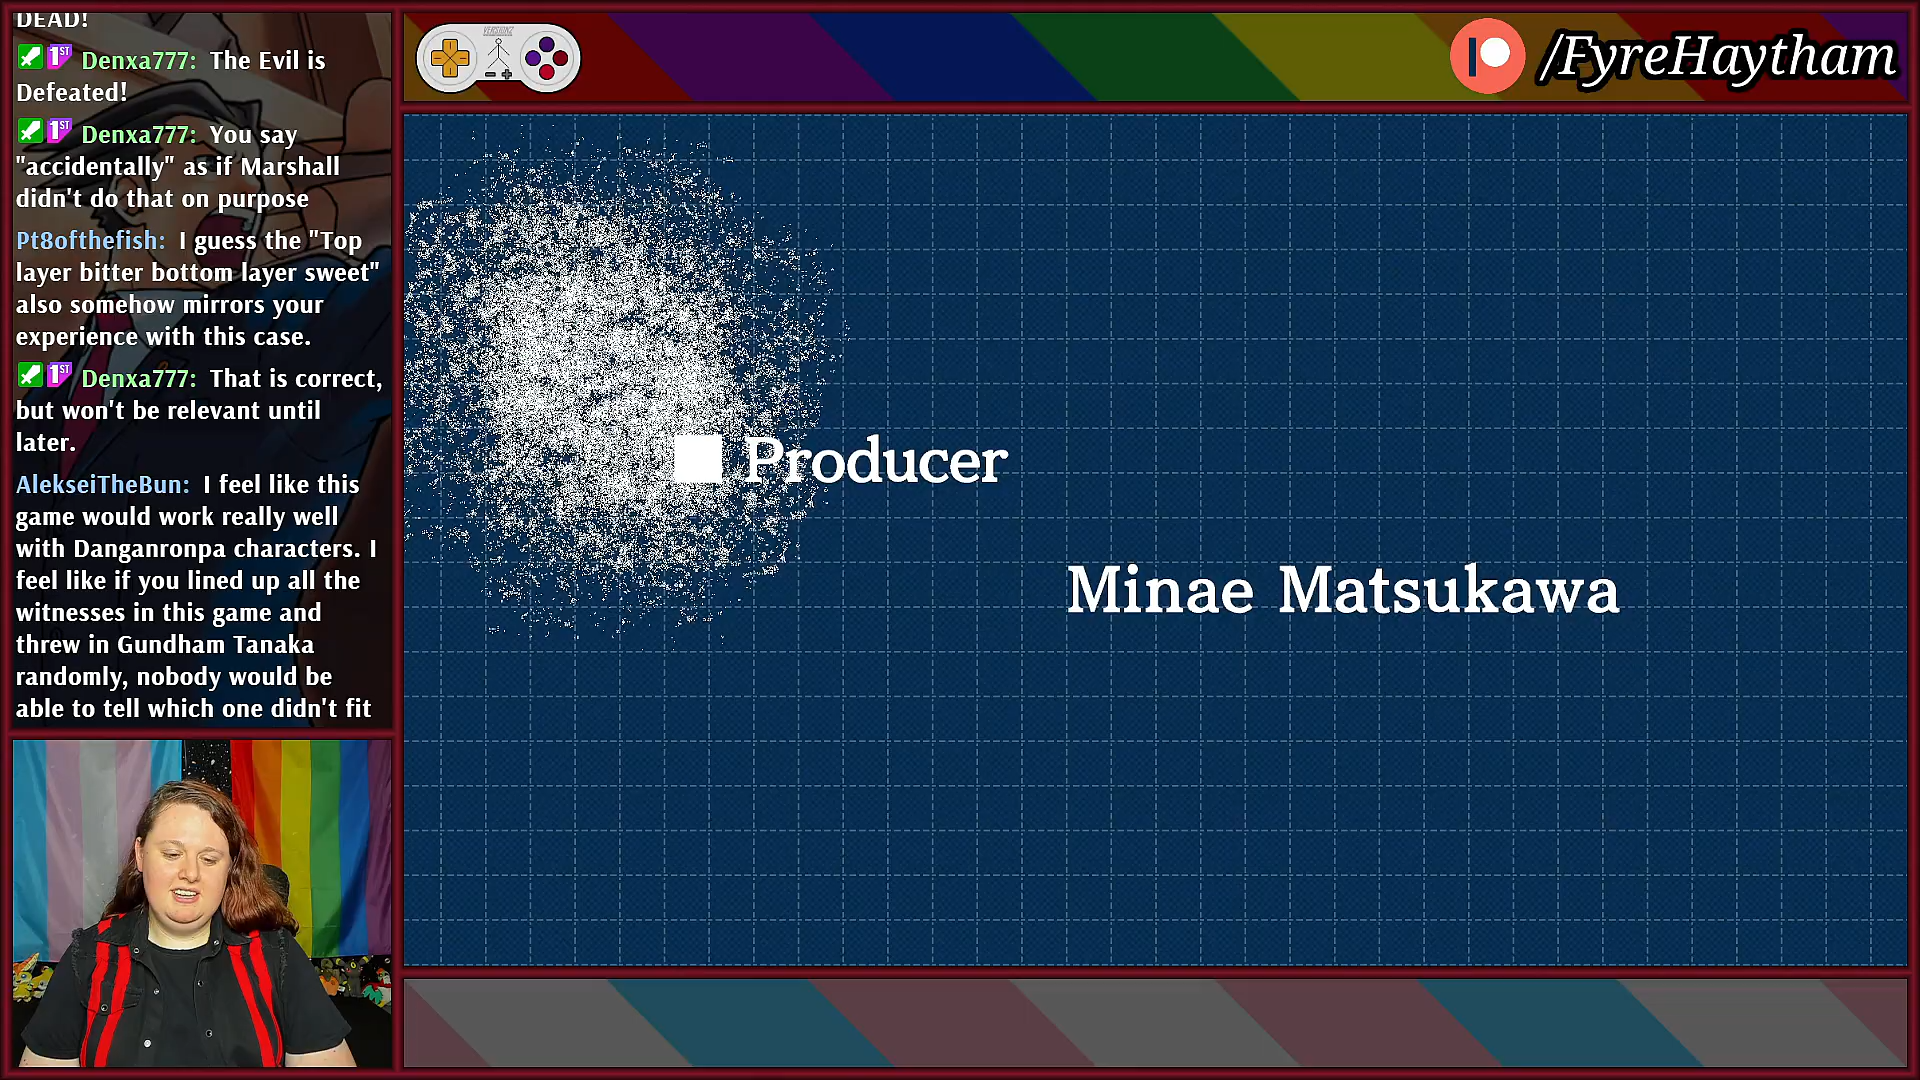 DEAD!
1ST Denxa777: The Evil is
Defeated!
1ST Denxa777: You say
"accidentally" as if Marshall
didn't do that on purpose
Pt8ofthefish: I guess the "Top
layer bitter bottom layer sweet"
also somehow mirrors your
experience with this case.
1ST Denxa777: That is correct,
but won't be relevant until
later.
AlekseiTheBun: I feel like this
game would work really well
with Danganronpa characters. I
feel like if you lined up all the
witnesses in this game and
threw in Gundham Tanaka
randomly, nobody would be
able to tell which one didn't fit
VERSIONZ
/FyreHaytham
Producer
Minae Matsukawa